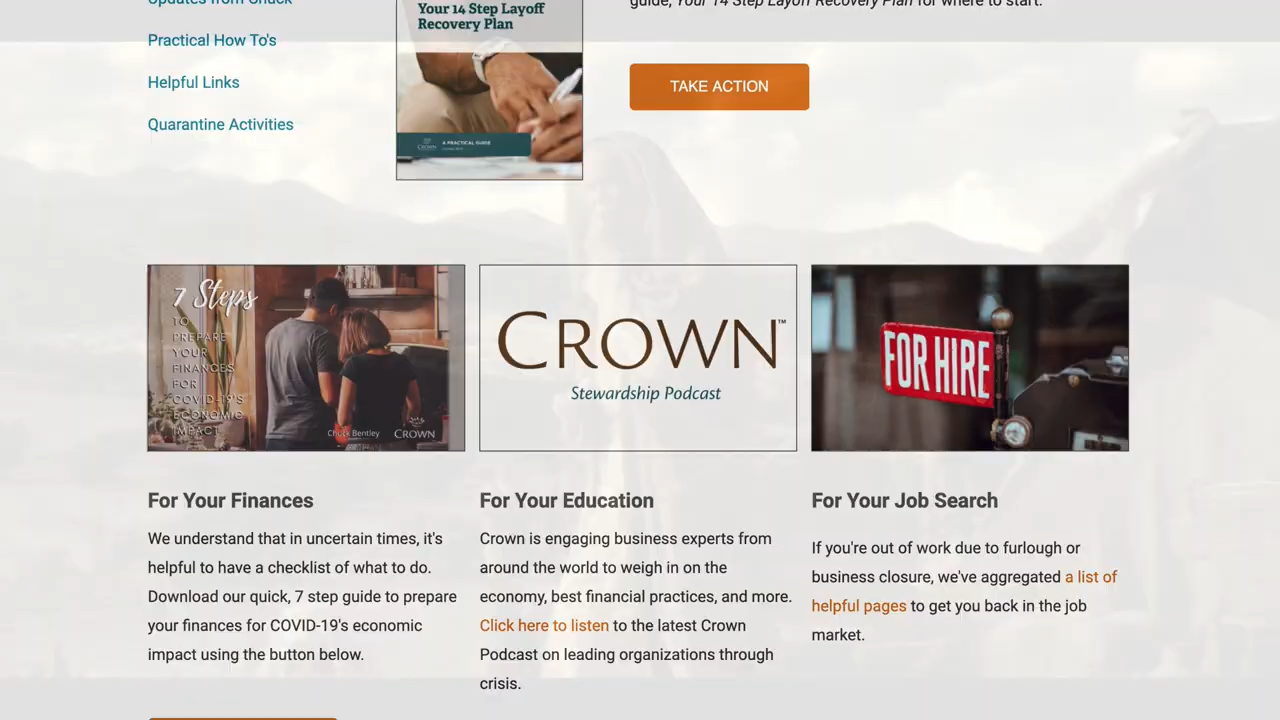 Updates from Chuck
Practical How To's
Helpful Links
Quarantine Activities
Your 14 Step Layoff
Recovery Plan
CROWN
A PRACTICAL GUIDE
guide, Your 14 Step Layoff Recovery Plan for where to start.
TAKE ACTION
7 Steps
TO
PREPARE
YOUR
FINANCES
FOR
COVID-19'S
ECONOMIC
IMPACT
Chuck Bentley
CROWN
CROWN™
Stewardship Podcast
FOR HIRE
For Your Finances
We understand that in uncertain times, it's
helpful to have a checklist of what to do.
Download our quick, 7 step guide to prepare
your finances for COVID-19's economic
impact using the button below.
For Your Education
Crown is engaging business experts from
around the world to weigh in on the
economy, best financial practices, and more.
Click here to listen to the latest Crown
Podcast on leading organizations through
crisis.
For Your Job Search
If you're out of work due to furlough or
business closure, we've aggregated a list of
helpful pages to get you back in the job
market.